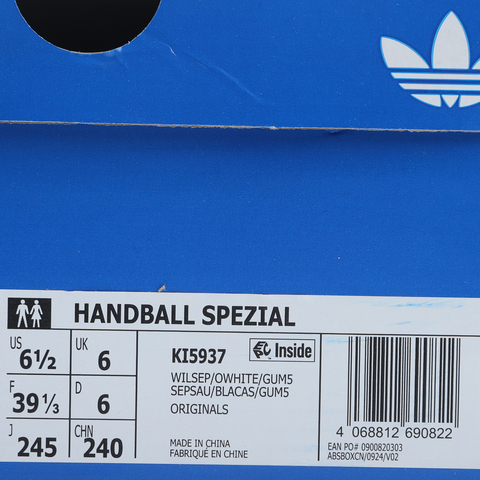 HANDBALL SPEZIAL
US
6½
UK
6
F
39⅓
D
6
J
245
CHN
240
KI5937
Inside
WILSEP/OWHITE/GUM5
SEPSAU/BLACAS/GUM5
ORIGINALS
MADE IN CHINA
FABRIQUÉ EN CHINE
4 068812 690822
EAN PO# 0900820303
ABSBOXCN/0924/V02